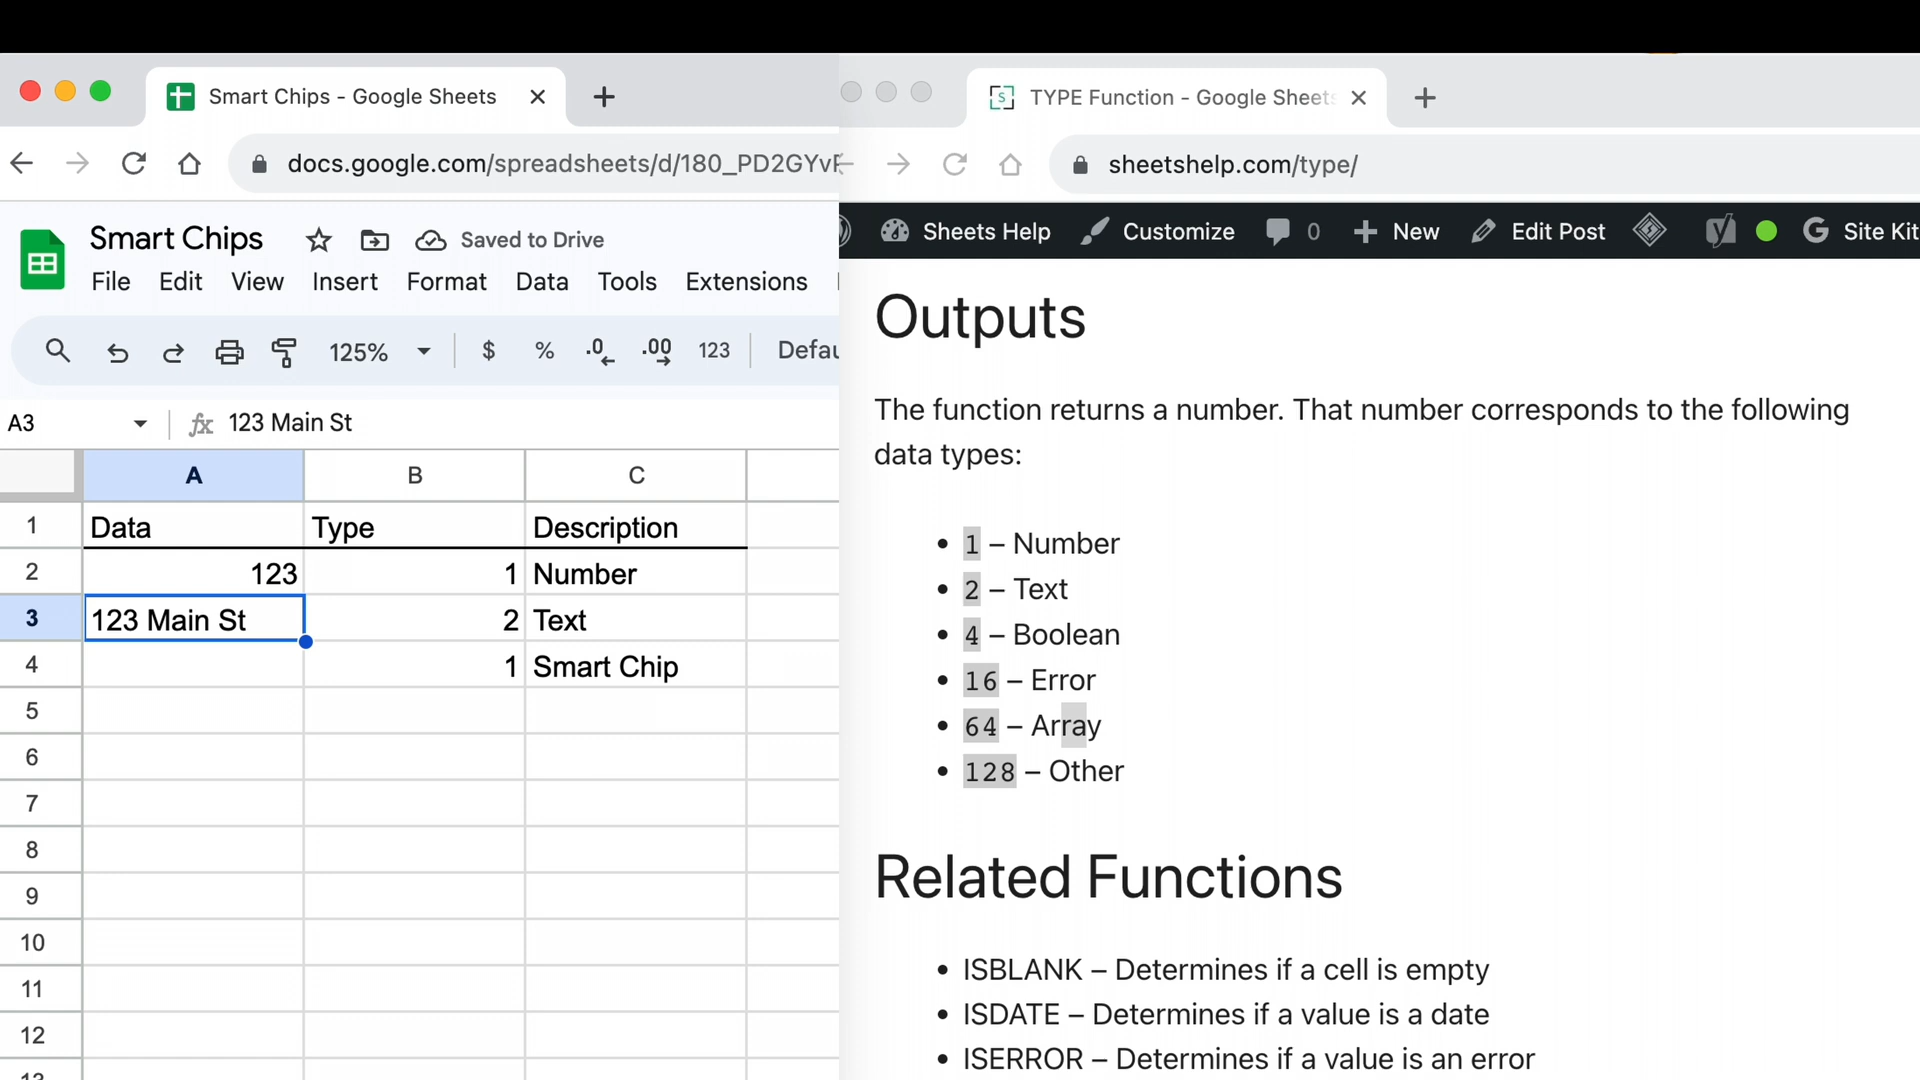 Smart Chips - Google Sheets
docs.google.com/spreadsheets/d/180_PD2GYvF
Smart Chips
Saved to Drive
File Edit View Insert Format Data Tools Extensions
125% $ % .0 .00 123 Defau
A3 fx 123 Main St
A B C
1 Data Type Description
2 123 1 Number
3 123 Main St 2 Text
4 1 Smart Chip
5
6
7
8
9
10
11
12
13
TYPE Function - Google Sheets
sheetshelp.com/type/
Sheets Help Customize 0 New Edit Post Site Kit
Outputs
The function returns a number. That number corresponds to the following
data types:
• 1 – Number
• 2 – Text
• 4 – Boolean
• 16 – Error
• 64 – Array
• 128 – Other
Related Functions
• ISBLANK – Determines if a cell is empty
• ISDATE – Determines if a value is a date
• ISERROR – Determines if a value is an error